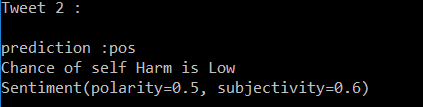 Tweet 2 :
prediction :pos
Chance of self Harm is Low
Sentiment(polarity=0.5, subjectivity=0.6)